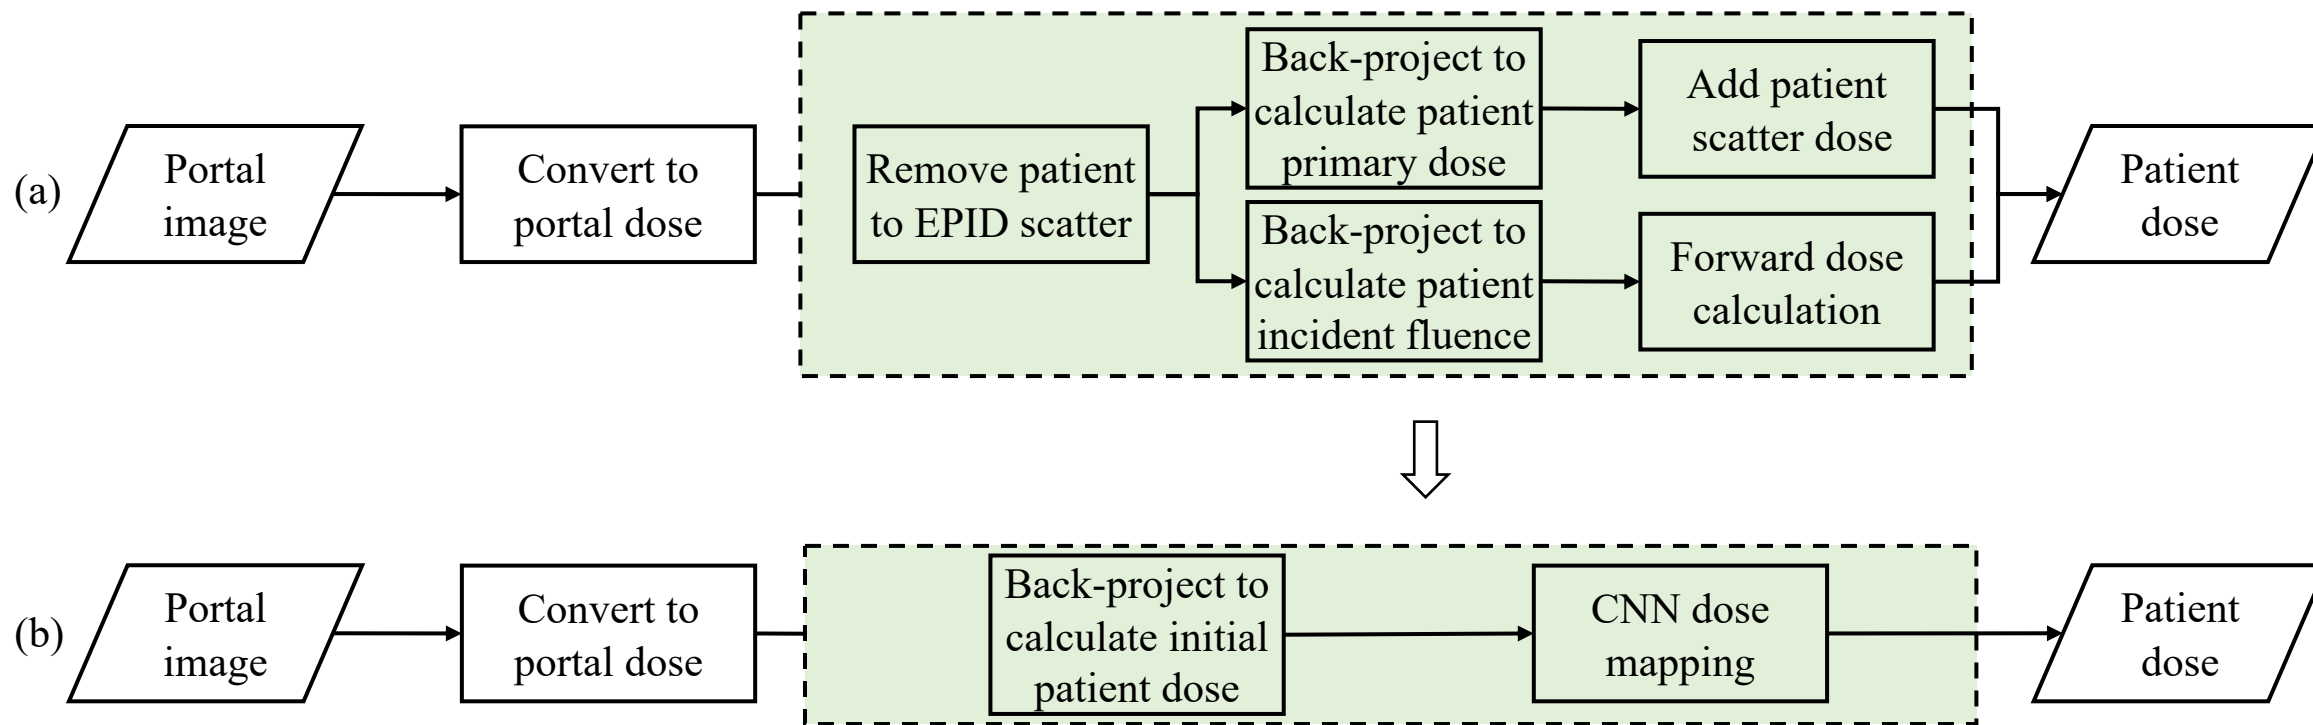 (a)
Portal
image
Convert to
portal dose
Remove patient
to EPID scatter
Back-project to
calculate patient
primary dose
Add patient
scatter dose
Back-project to
calculate patient
incident fluence
Forward dose
calculation
Patient
dose
(b)
Portal
image
Convert to
portal dose
Back-project to
calculate initial
patient dose
CNN dose
mapping
Patient
dose